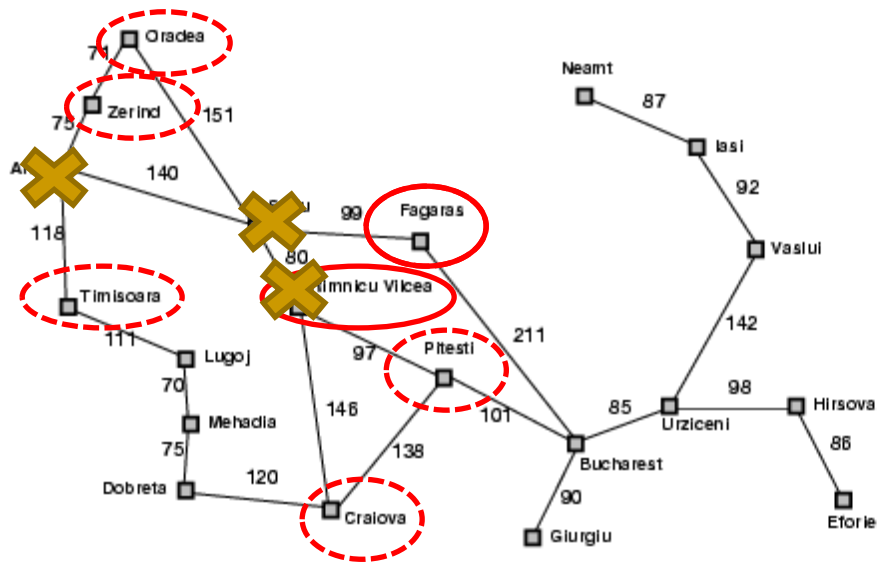 Oradea
71
Neamt
87
Zerind
75
151
Iasi
140
92
99
Fagaras
118
80
Vaslui
Timisoara
imnicu Vilcea
142
111
211
Lugoj
97
Pitesti
70
98
Hirsova
146
101
85
Urziceni
Mehadia
75
138
86
Bucharest
Dobreta
120
90
Craiova
Eforie
Giurgiu